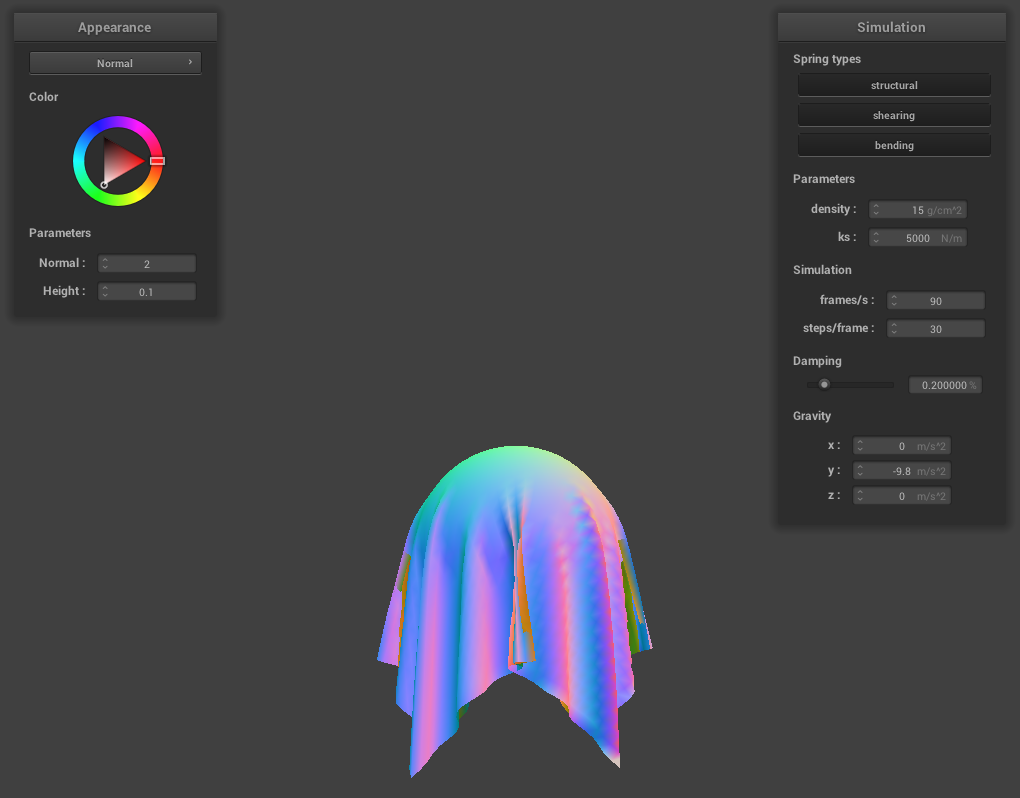 Appearance
Normal
Color
Parameters
Normal : 2
Height : 0.1
Simulation
Spring types
structural
shearing
bending
Parameters
density : 15 g/cm^2
ks : 5000 N/m
Simulation
frames/s : 90
steps/frame : 30
Damping
0.200000 %
Gravity
x : 0 m/s^2
y : -9.8 m/s^2
z : 0 m/s^2